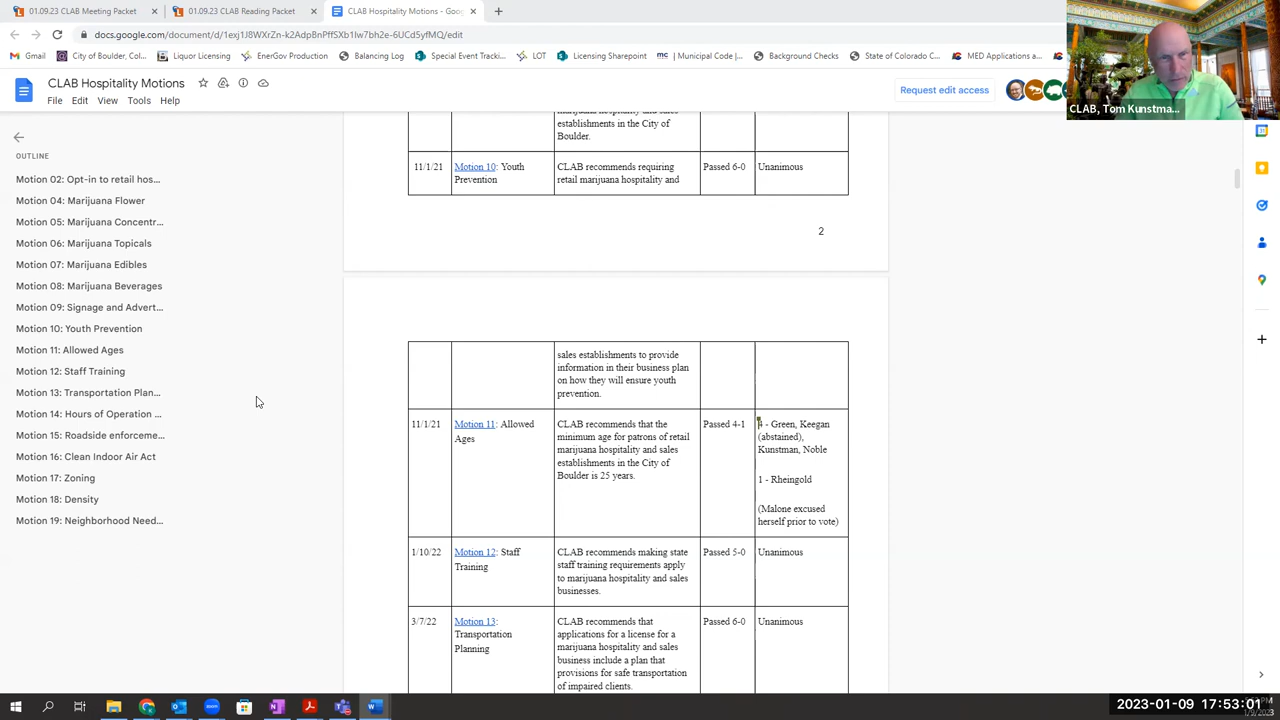 01.09.23 CLAB Meeting Packet
01.09.23 CLAB Reading Packet
CLAB Hospitality Motions - Goo
docs.google.com/document/d/1exj1J8WXrZn-k2AdpBnPffSXb1Iw7bh2e-6UCd5yfMQ/edit
Gmail
City of Boulder, Col...
Liquor Licensing
EnerGov Production
Balancing Log
Special Event Tracki...
LOT
Licensing Sharepoint
| Municipal Code |...
Background Checks
State of Colorado C...
MED Applications a
CLAB Hospitality Motions
File Edit View Tools Help
Request edit access
CLAB, Tom Kunstma...
OUTLINE
Motion 02: Opt-in to retail hos...
Motion 04: Marijuana Flower
Motion 05: Marijuana Concentr...
Motion 06: Marijuana Topicals
Motion 07: Marijuana Edibles
Motion 08: Marijuana Beverages
Motion 09: Signage and Advert...
Motion 10: Youth Prevention
Motion 11: Allowed Ages
Motion 12: Staff Training
Motion 13: Transportation Plan...
Motion 14: Hours of Operation ...
Motion 15: Roadside enforceme...
Motion 16: Clean Indoor Air Act
Motion 17: Zoning
Motion 18: Density
Motion 19: Neighborhood Need...
establishments in the City of
Boulder.
11/1/21
Motion 10: Youth
Prevention
CLAB recommends requiring
retail marijuana hospitality and
Passed 6-0
Unanimous
2
sales establishments to provide
information in their business plan
on how they will ensure youth
prevention.
11/1/21
Motion 11: Allowed
Ages
CLAB recommends that the
minimum age for patrons of retail
marijuana hospitality and sales
establishments in the City of
Boulder is 25 years.
Passed 4-1
4 - Green, Keegan
(abstained),
Kunstman, Noble
1 - Rheingold
(Malone excused
herself prior to vote)
1/10/22
Motion 12: Staff
Training
CLAB recommends making state
staff training requirements apply
to marijuana hospitality and sales
businesses.
Passed 5-0
Unanimous
3/7/22
Motion 13:
Transportation
Planning
CLAB recommends that
applications for a license for a
marijuana hospitality and sales
business include a plan that
provisions for safe transportation
of impaired clients.
Passed 6-0
Unanimous
2023-01-09 17:53:01